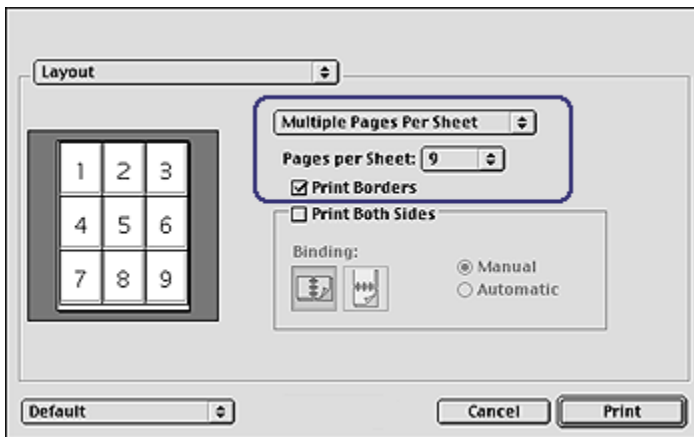 Layout
Multiple Pages Per Sheet
Pages per Sheet: 9
Print Borders
Print Both Sides
1 2 3
4 5 6
7 8 9
Binding:
Manual
Automatic
Default
Cancel Print